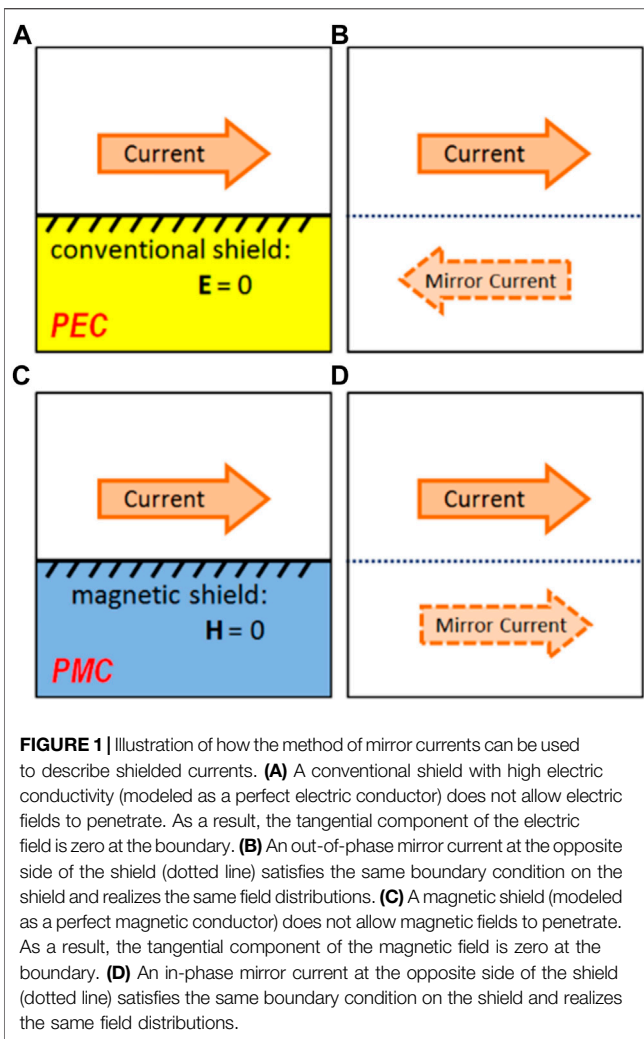 A
B
Current
Current
conventional shield:
E = 0
PEC
Mirror Current
C
D
Current
Current
magnetic shield:
H = 0
PMC
Mirror Current
FIGURE 1 | Illustration of how the method of mirror currents can be used
to describe shielded currents. (A) A conventional shield with high electric
conductivity (modeled as a perfect electric conductor) does not allow electric
fields to penetrate. As a result, the tangential component of the electric
field is zero at the boundary. (B) An out-of-phase mirror current at the opposite
side of the shield (dotted line) satisfies the same boundary condition on the
shield and realizes the same field distributions. (C) A magnetic shield (modeled
as a perfect magnetic conductor) does not allow magnetic fields to penetrate.
As a result, the tangential component of the magnetic field is zero at the
boundary. (D) An in-phase mirror current at the opposite side of the shield
(dotted line) satisfies the same boundary condition on the shield and realizes
the same field distributions.